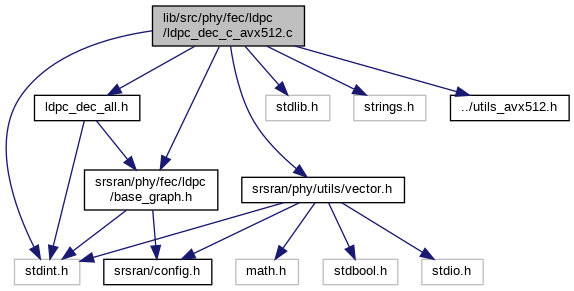 lib/src/phy/fec/ldpc
/ldpc_dec_c_avx512.c
ldpc_dec_all.h
stdlib.h
strings.h
../utils_avx512.h
srsran/phy/fec/ldpc
/base_graph.h
srsran/phy/utils/vector.h
stdint.h
srsran/config.h
math.h
stdbool.h
stdio.h